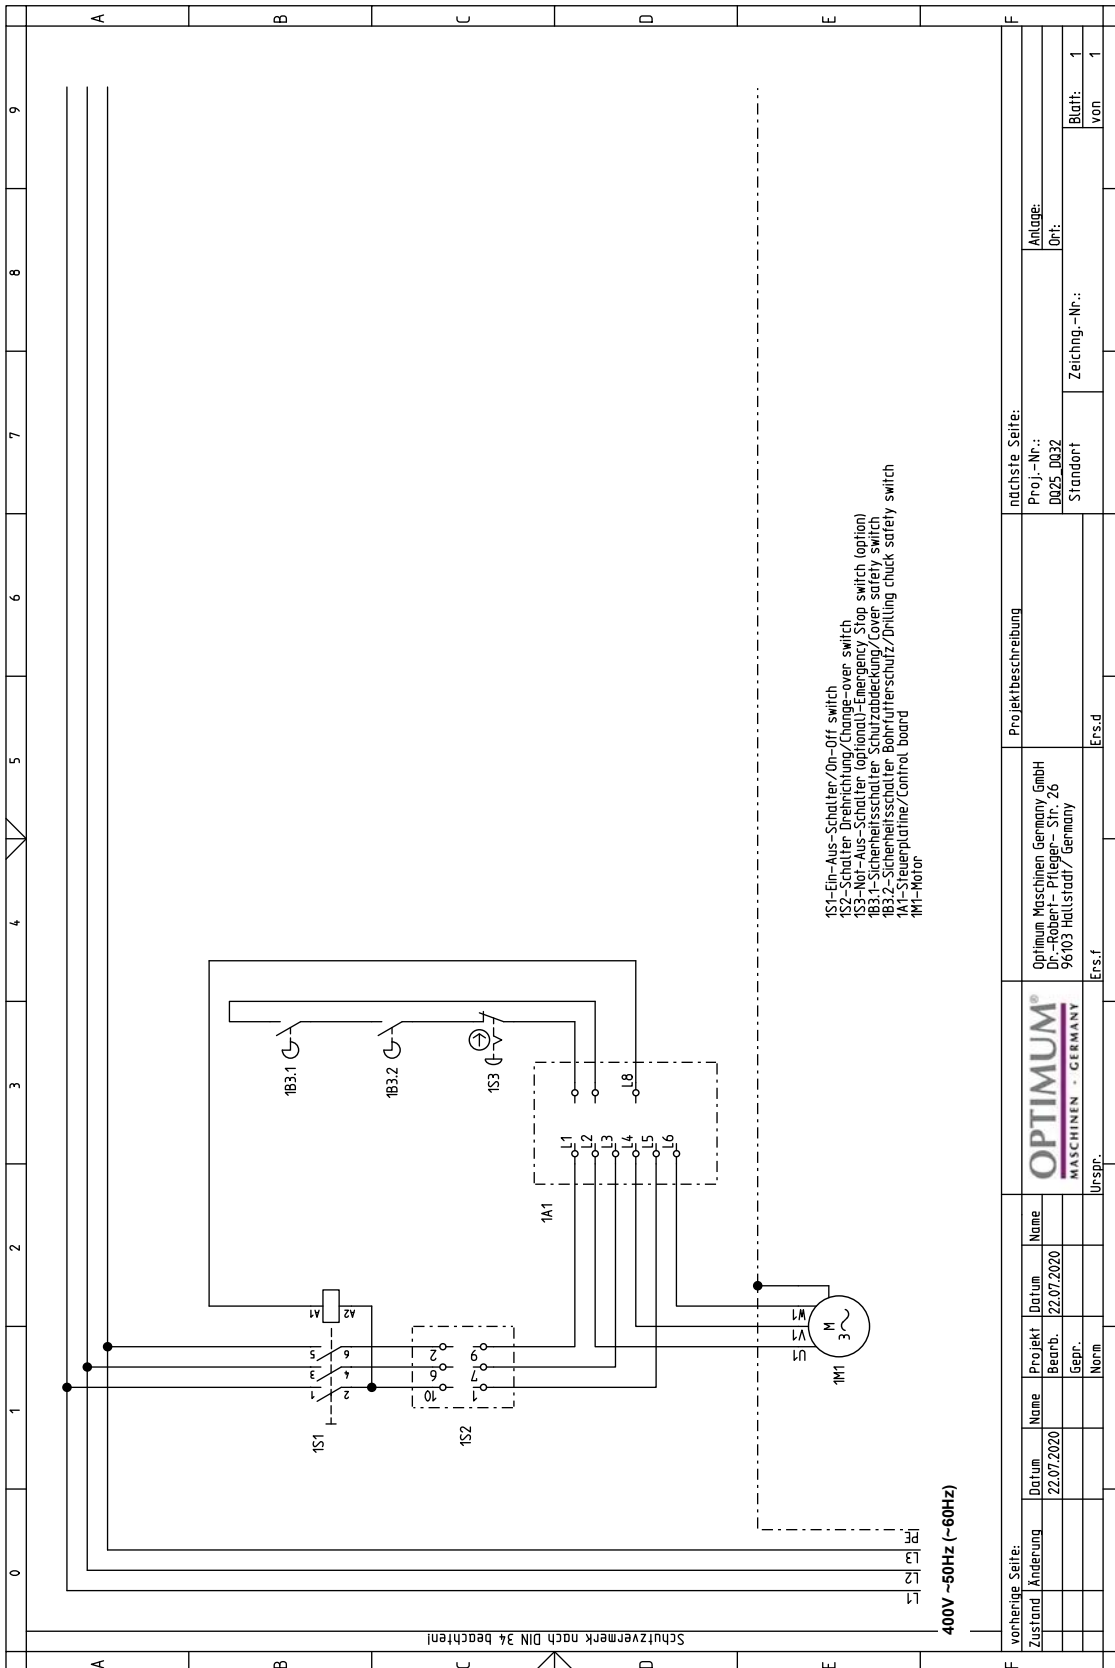 0 1 2 3 4 5 6 7 8 9
A A
B B
C C
D D
E E
F F
Schutzvermerk nach DIN 34 beachten!
L1
L2
L3
PE
400V ~50Hz (~60Hz)
1S1
1 3 5
2 4 6
A1
A2
1S2
10 6 2
1 7 9
1B3.1
1B3.2
1S3
1A1
L1
L2
L3
L4
L5
L6
L8
U1 V1 W1
M
3
1M1
1S1-Ein-Aus-Schalter/On-Off switch
1S2-Schalter Drehrichtung/Change-over switch
1S3-Not-Aus-Schalter (optional)-Emergency Stop switch (option)
1B3.1-Sicherheitsschalter Schutzabdeckung/Cover safety switch
1B3.2-Sicherheitsschalter Bohrfutterschutz/Drilling chuck safety switch
1A1-Steuerplatine/Control board
1M1-Motor
vorherige Seite:
Zustand Änderung Datum Name
22.07.2020
Projekt Datum Name
Bearb. 22.07.2020
Gepr.
Norm
OPTIMUM®
MASCHINEN - GERMANY
Urspr. Ers.f Ers.d
Optimum Maschinen Germany GmbH
Dr.-Robert- Pfleger- Str. 26
96103 Hallstadt/ Germany
Projektbeschreibung
nächste Seite:
Proj.-Nr.:
DQ25_DQ32
Standort
Zeichng.-Nr.:
Anlage:
Ort:
Blatt: 1
von 1